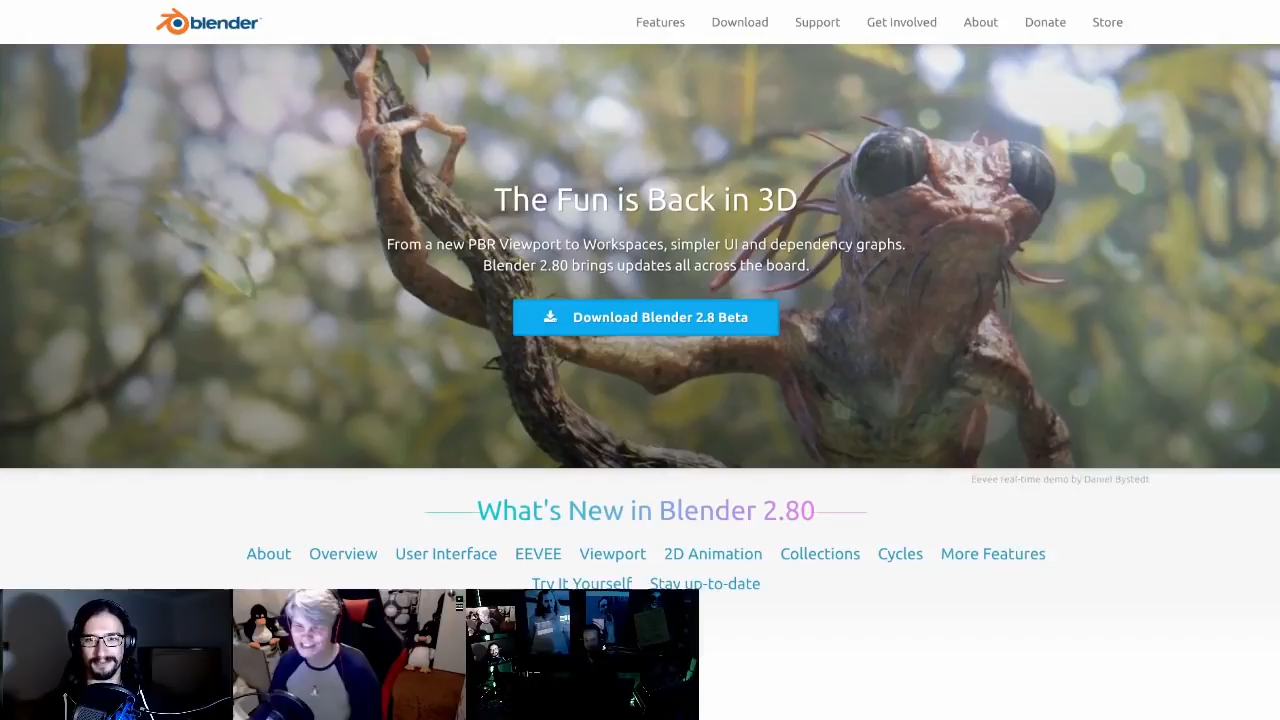 blender
Features Download Support Get Involved About Donate Store
The Fun is Back in 3D
From a new PBR Viewport to Workspaces, simpler UI and dependency graphs.
Blender 2.80 brings updates all across the board.
Download Blender 2.8 Beta
Eevee real-time demo by Daniel Bystedt
What's New in Blender 2.80
About Overview User Interface EEVEE Viewport 2D Animation Collections Cycles More Features
Try It Yourself Stay up-to-date